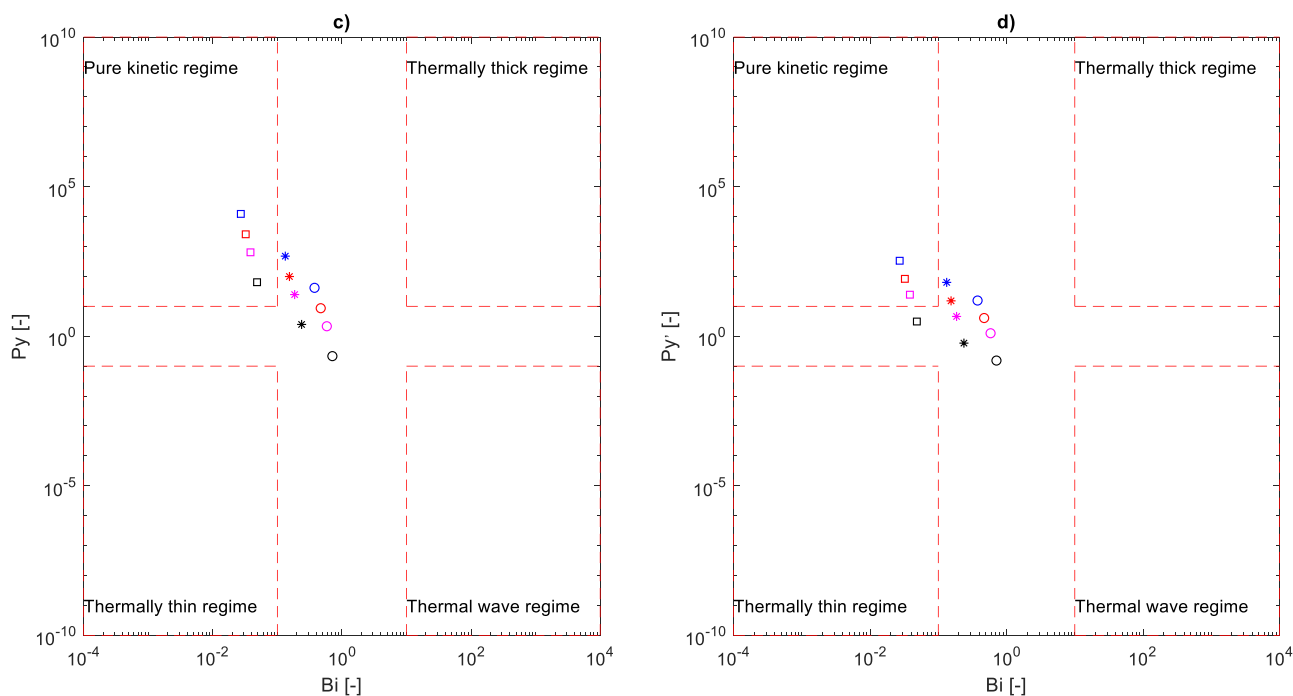 c)
10^10
Pure kinetic regime
Thermally thick regime
10^5
Py [-]
10^0
10^-5
Thermally thin regime
Thermal wave regime
10^-10
10^-4
10^-2
10^0
10^2
10^4
Bi [-]
d)
10^10
Pure kinetic regime
Thermally thick regime
10^5
Py' [-]
10^0
10^-5
Thermally thin regime
Thermal wave regime
10^-10
10^-4
10^-2
10^0
10^2
10^4
Bi [-]